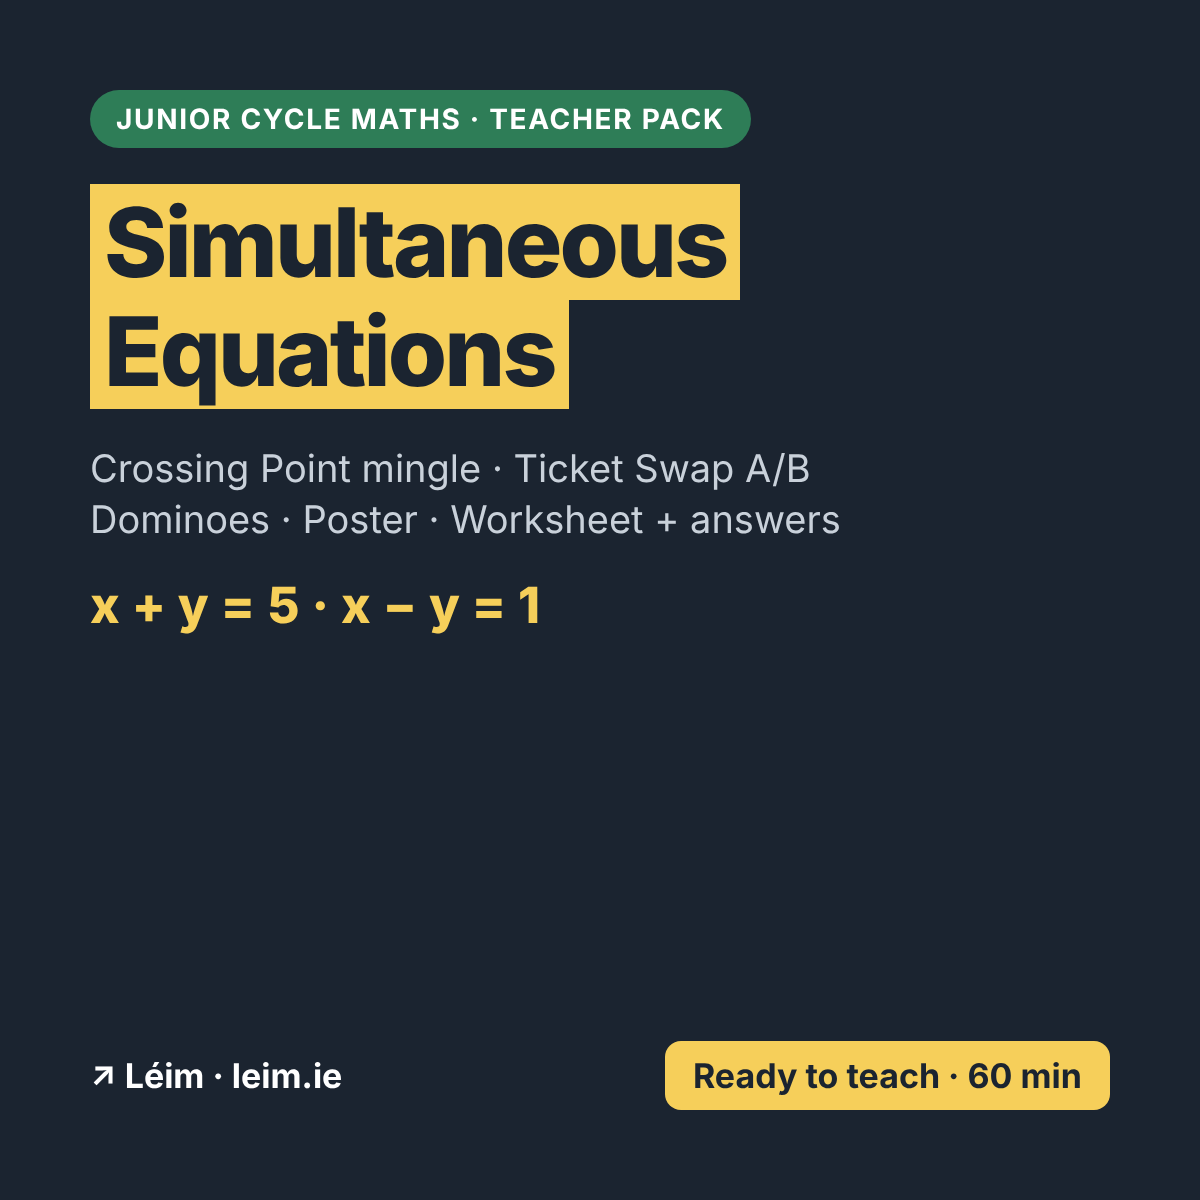 JUNIOR CYCLE MATHS · TEACHER PACK
Simultaneous
Equations
Crossing Point mingle · Ticket Swap A/B
Dominoes · Poster · Worksheet + answers
x + y = 5 · x − y = 1
↗ Léim · leim.ie
Ready to teach · 60 min